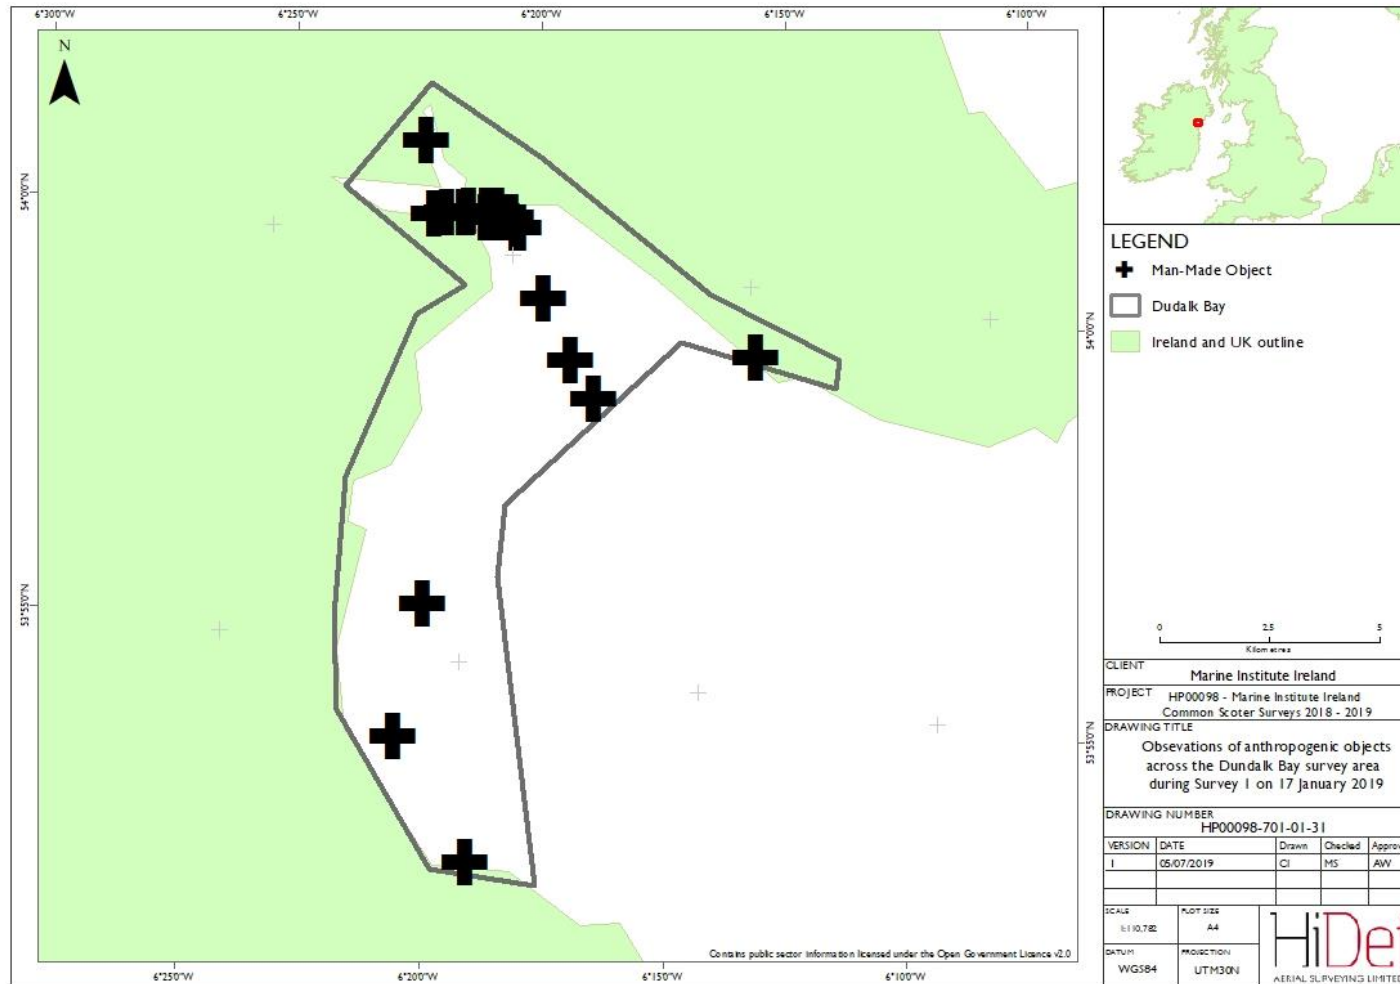 6°30'0"W 6°25'0"W 6°20'0"W 6°15'0"W 6°10'0"W
N
54°0'0"N
54°0'0"N
53°55'0"N
53°55'0"N
Contains public sector information licensed under the Open Government Licence v2.0
6°25'0"W 6°20'0"W 6°15'0"W 6°10'0"W
LEGEND
Man-Made Object
Dudalk Bay
Ireland and UK outline
0 2.5 5
Kilometres
CLIENT
Marine Institute Ireland
PROJECT
HP00098 - Marine Institute Ireland
Common Scoter Surveys 2018 - 2019
DRAWING TITLE
Obsevations of anthropogenic objects
across the Dundalk Bay survey area
during Survey 1 on 17 January 2019
DRAWING NUMBER
HP00098-701-01-31
VERSION DATE Drawn Checked Approv
1 05/07/2019 CI MS AW
SCALE PLOT SIZE
1:110,782 A4
DATUM PROJECTION
WGS84 UTM30N
HiDef
AERIAL SURVEYING LIMITED